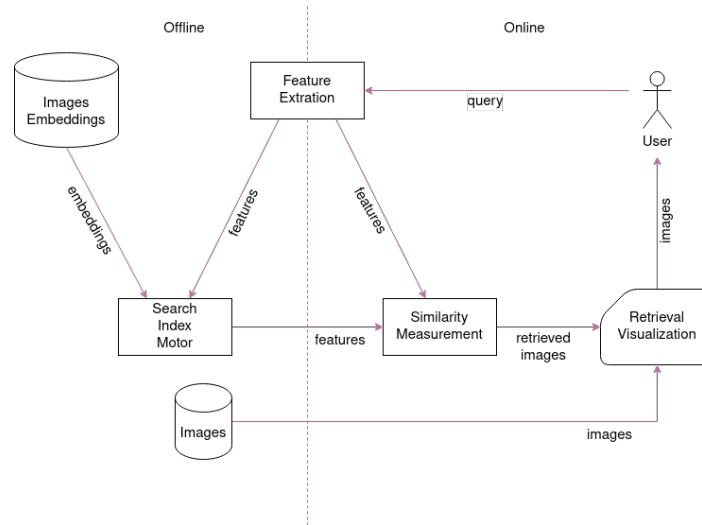 Offline
Online
Images
Embeddings
Feature
Extration
query
User
embeddings
features
features
images
Search
Index
Motor
features
Similarity
Measurement
retrieved
images
Retrieval
Visualization
Images
images